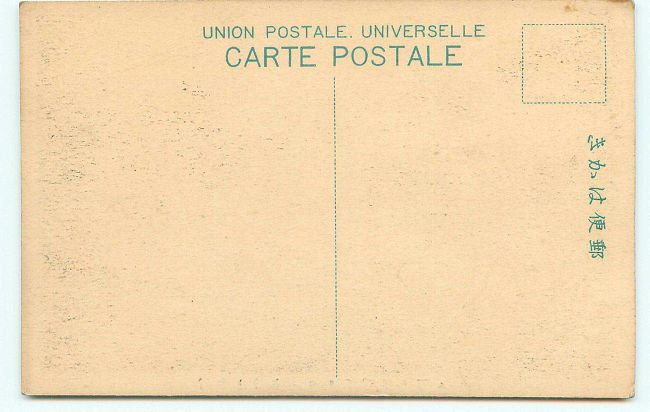 UNION POSTALE. UNIVERSELLE
CARTE POSTALE
郵便はかき